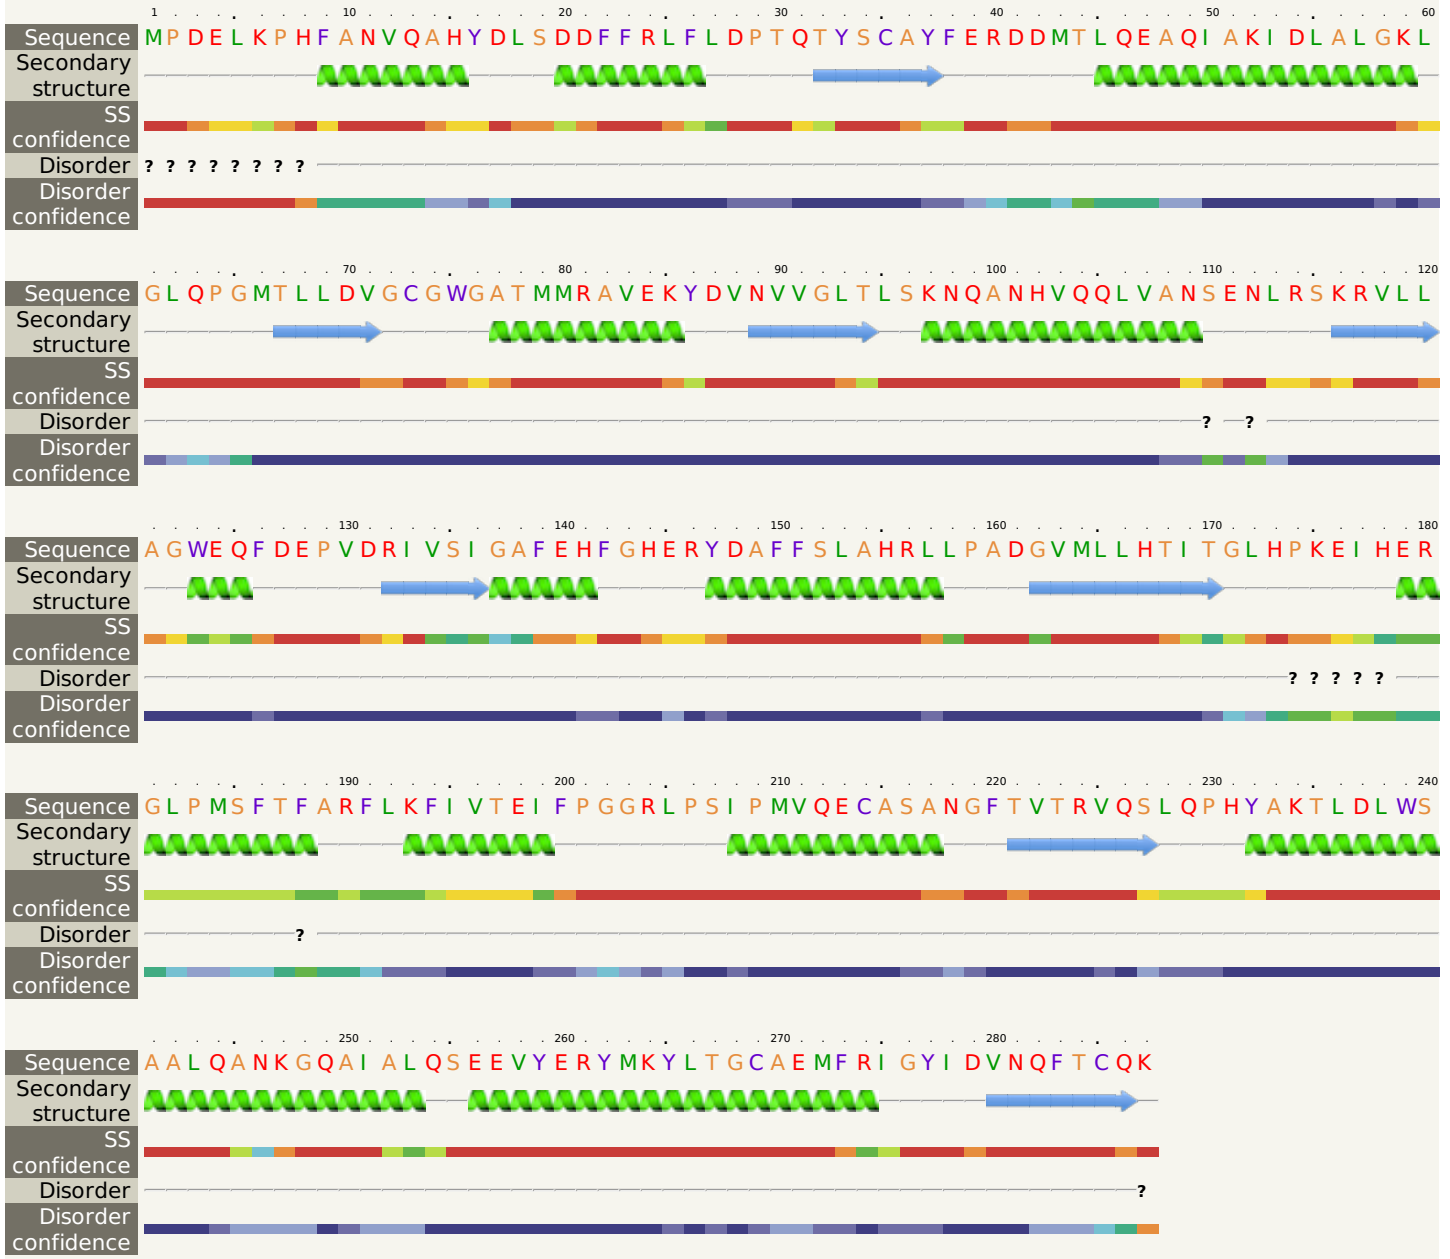 1 10 20 30 40 50 60
Sequence MPDELKPHFANVQAHYDLSDDFFRLFLDPTQTYSCAYFERDDMTLQEAQIAKIDLALGKL
Secondary
structure
SS
confidence
Disorder ? ? ? ? ? ? ? ?
Disorder
confidence
70 80 90 100 110 120
Sequence GLQPGMTLLDVGCGWGATMMRAVEKYDVNVVGLTLSKNQANHVQQLVANSENLRSKRVLL
Secondary
structure
SS
confidence
Disorder ? ?
Disorder
confidence
130 140 150 160 170 180
Sequence AGWEQFDEPVDRIVSIGAFEHFGHERYDAFFSLAHRLLPADGVMLLHTITGLHPKEIHER
Secondary
structure
SS
confidence
Disorder ? ? ? ? ?
Disorder
confidence
190 200 210 220 230 240
Sequence GLPMSFTFARFLKFIVTEIFPGGRLPSIPMVQECASANGFTVTRVQSLQPHYAKTLDLWS
Secondary
structure
SS
confidence
Disorder ?
Disorder
confidence
250 260 270 280
Sequence AALQANKGQAIALQSEEVYERYMKYLTGCAEMFRIGYIDVNQFTCQK
Secondary
structure
SS
confidence
Disorder ?
Disorder
confidence